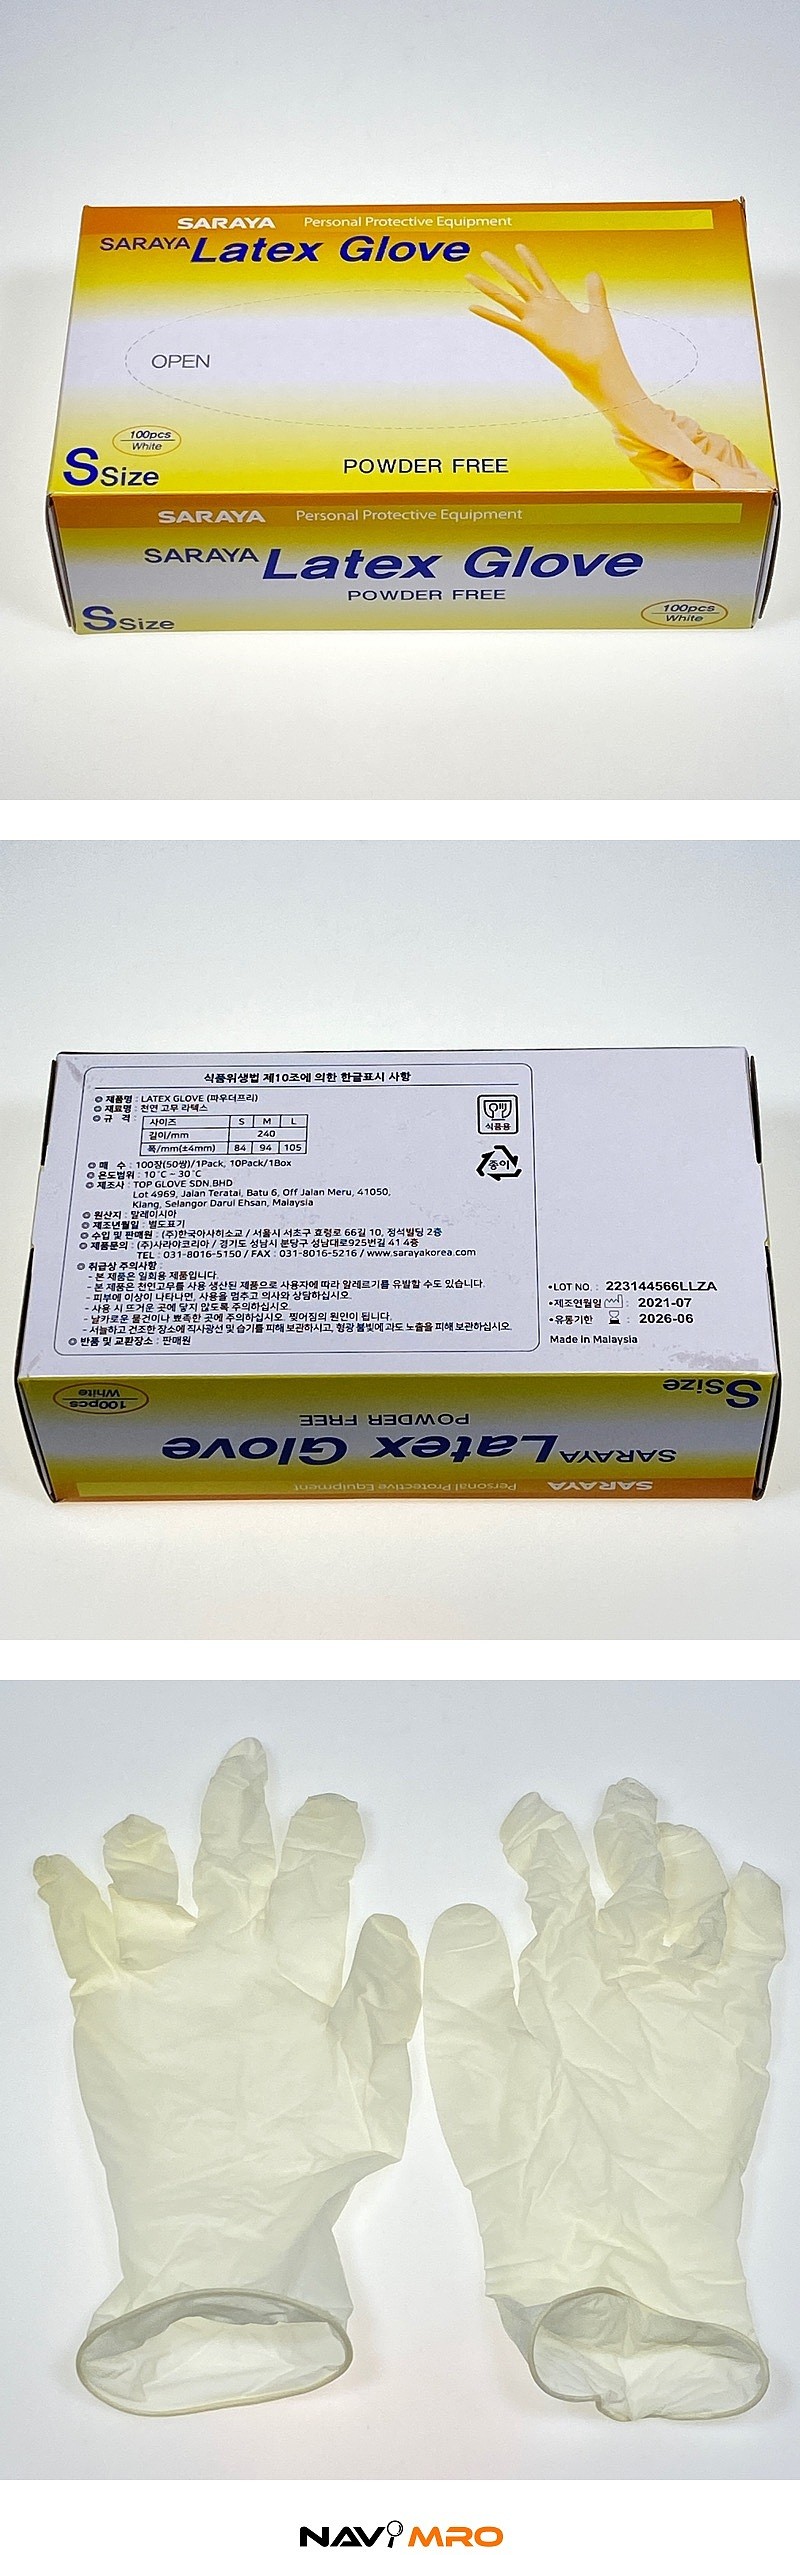 SARAYA Personal Protective Equipment
SARAYA Latex Glove
OPEN
100pcs
White
S Size
POWDER FREE
SARAYA Personal Protective Equipment
SARAYA Latex Glove
POWDER FREE
S Size
100pcs
White
식품위생법 제10조에 의한 한글표시 사항
제품명 : LATEX GLOVE (파우더프리)
재료명 : 천연 고무 라텍스
규 격 :
사이즈 S M L
길이/mm 240
폭/mm(±4mm) 84 94 105
식품용
종이
매 수 : 100장(50쌍)/1Pack, 10Pack/1Box
온도범위 : 10℃ ~ 30℃
제조사 : TOP GLOVE SDN.BHD
Lot 4969, Jalan Teratai, Batu 6, Off Jalan Meru, 41050,
Klang, Selangor Darul Ehsan, Malaysia
원산지 : 말레이시아
제조년월일 : 별도표기
수입 및 판매원 : (주)한국아사히소교 / 서울시 서초구 효령로 66길 10, 정석빌딩 2층
제품문의 : (주)사라야코리아 / 경기도 성남시 분당구 성남대로925번길 41 4층
TEL : 031-8016-5150 / FAX : 031-8016-5216 / www.sarayakorea.com
취급상 주의사항 :
- 본 제품은 일회용 제품입니다.
- 본 제품은 천연고무를 사용 생산된 제품으로 사용자에 따라 알레르기를 유발할 수도 있습니다.
- 피부에 이상이 나타나면, 사용을 멈추고 의사와 상담하십시오.
- 사용 시 뜨거운 곳에 닿지 않도록 주의하십시오.
- 날카로운 물건이나 뾰족한 곳에 주의하십시오. 찢어짐의 원인이 됩니다.
- 서늘하고 건조한 장소에 직사광선 및 습기를 피해 보관하시고, 형광 불빛에 과도 노출을 피해 보관하십시오.
반품 및 교환장소 : 판매원
•LOT NO. : 223144566LLZA
•제조연월일 : 2021-07
•유통기한 : 2026-06
Made in Malaysia
S Size
100pcs
White
POWDER FREE
SARAYA Latex Glove
SARAYA Personal Protective Equipment
NAVIMRO